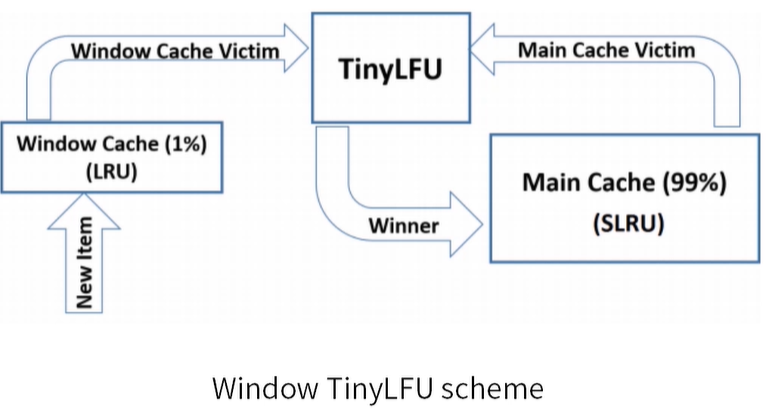 Window Cache Victim
TinyLFU
Main Cache Victim
Window Cache (1%)
(LRU)
Main Cache (99%)
(SLRU)
Winner
New Item
Window TinyLFU scheme